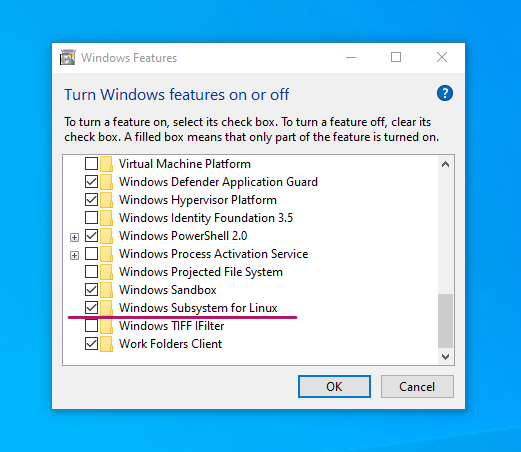 Windows Features
Turn Windows features on or off
To turn a feature on, select its check box. To turn a feature off, clear its
check box. A filled box means that only part of the feature is turned on.
Virtual Machine Platform
Windows Defender Application Guard
Windows Hypervisor Platform
Windows Identity Foundation 3.5
Windows PowerShell 2.0
Windows Process Activation Service
Windows Projected File System
Windows Sandbox
Windows Subsystem for Linux
Windows TIFF IFilter
Work Folders Client
OK Cancel